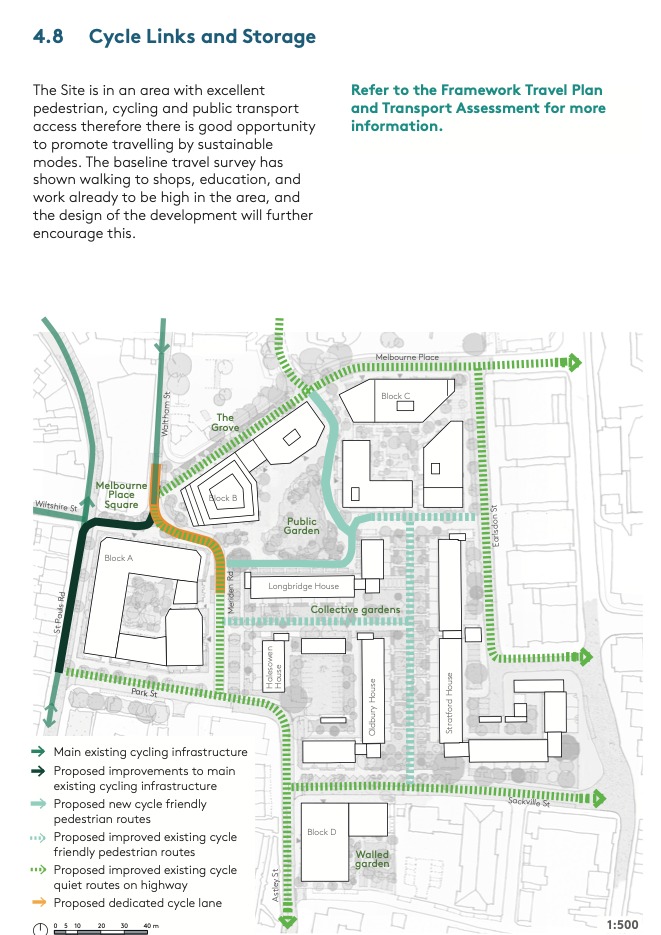 4.8 Cycle Links and Storage
The Site is in an area with excellent
pedestrian, cycling and public transport
access therefore there is good opportunity
to promote travelling by sustainable
modes. The baseline travel survey has
shown walking to shops, education, and
work already to be high in the area, and
the design of the development will further
encourage this.
Refer to the Framework Travel Plan
and Transport Assessment for more
information.
Melbourne Place
Waltham St
Block C
The
Grove
Melbourne
Place
Square
Block B
Wiltshire St
Public
Garden
Earlsdon St
Block A
Meriden Rd
Longbridge House
St Pauls Rd
Collective gardens
Halesowen
House
Oldbury House
Stratford House
Park St
Sackville St
Block D
Walled
garden
Astley St
Main existing cycling infrastructure
Proposed improvements to main
existing cycling infrastructure
Proposed new cycle friendly
pedestrian routes
Proposed improved existing cycle
friendly pedestrian routes
Proposed improved existing cycle
quiet routes on highway
Proposed dedicated cycle lane
0 5 10 20 30 40 m
1:500